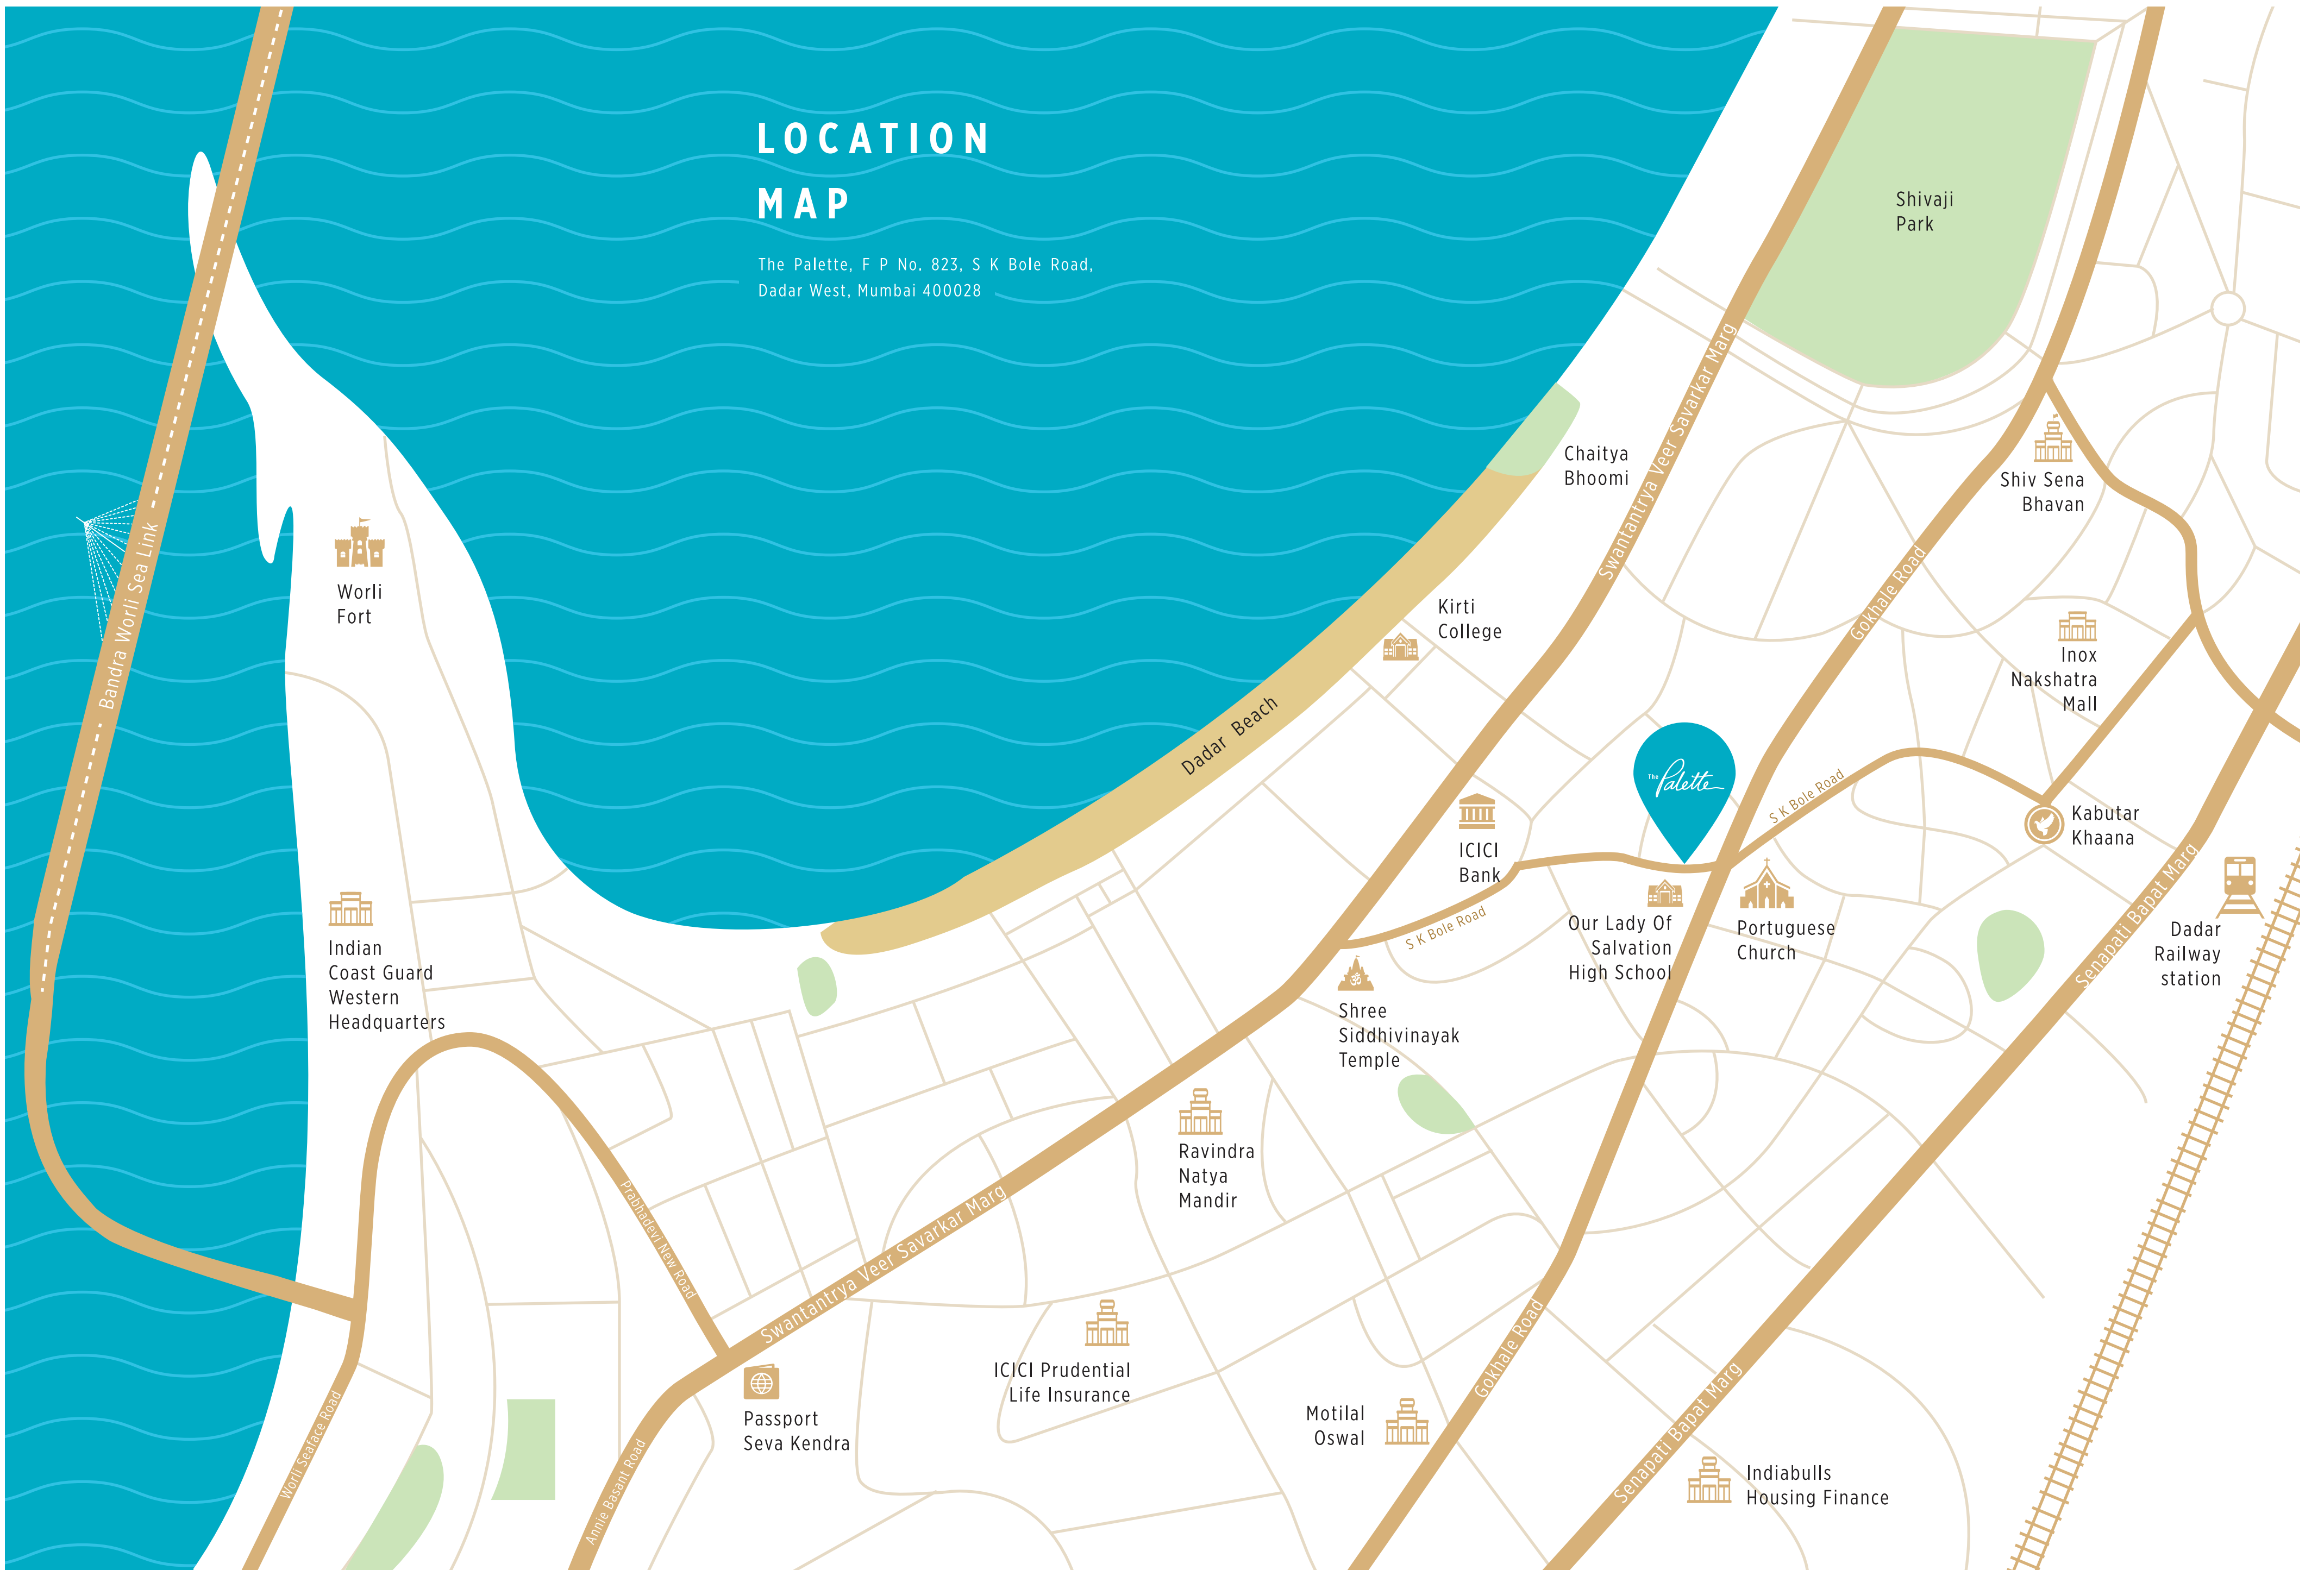 LOCATION
MAP
The Palette, F P No. 823, S K Bole Road,
Dadar West, Mumbai 400028
Shivaji
Park
Swantantrya Veer Savarkar Marg
Chaitya
Bhoomi
Shiv Sena
Bhavan
Gokhale Road
Bandra Worli Sea Link
Worli
Fort
Kirti
College
Inox
Nakshatra
Mall
Dadar Beach
The
Palette
S K Bole Road
Kabutar
Khaana
ICICI
Bank
S K Bole Road
Our Lady Of
Salvation
High School
Portuguese
Church
Senapati Bapat Marg
Dadar
Railway
station
Indian
Coast Guard
Western
Headquarters
Shree
Siddhivinayak
Temple
ॐ
Ravindra
Natya
Mandir
Prabhadevi New Road
Swantantrya Veer Savarkar Marg
ICICI Prudential
Life Insurance
Passport
Seva Kendra
Worli Seaface Road
Annie Basant Road
Gokhale Road
Motilal
Oswal
Senapati Bapat Marg
Indiabulls
Housing Finance